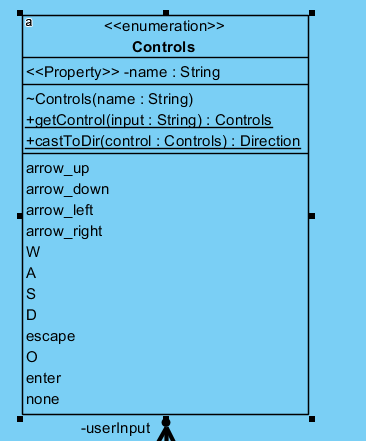 a
<<enumeration>>
Controls
<<Property>> -name : String
~Controls(name : String)
+getControl(input : String) : Controls
+castToDir(control : Controls) : Direction
arrow_up
arrow_down
arrow_left
arrow_right
W
A
S
D
escape
O
enter
none
-userInput